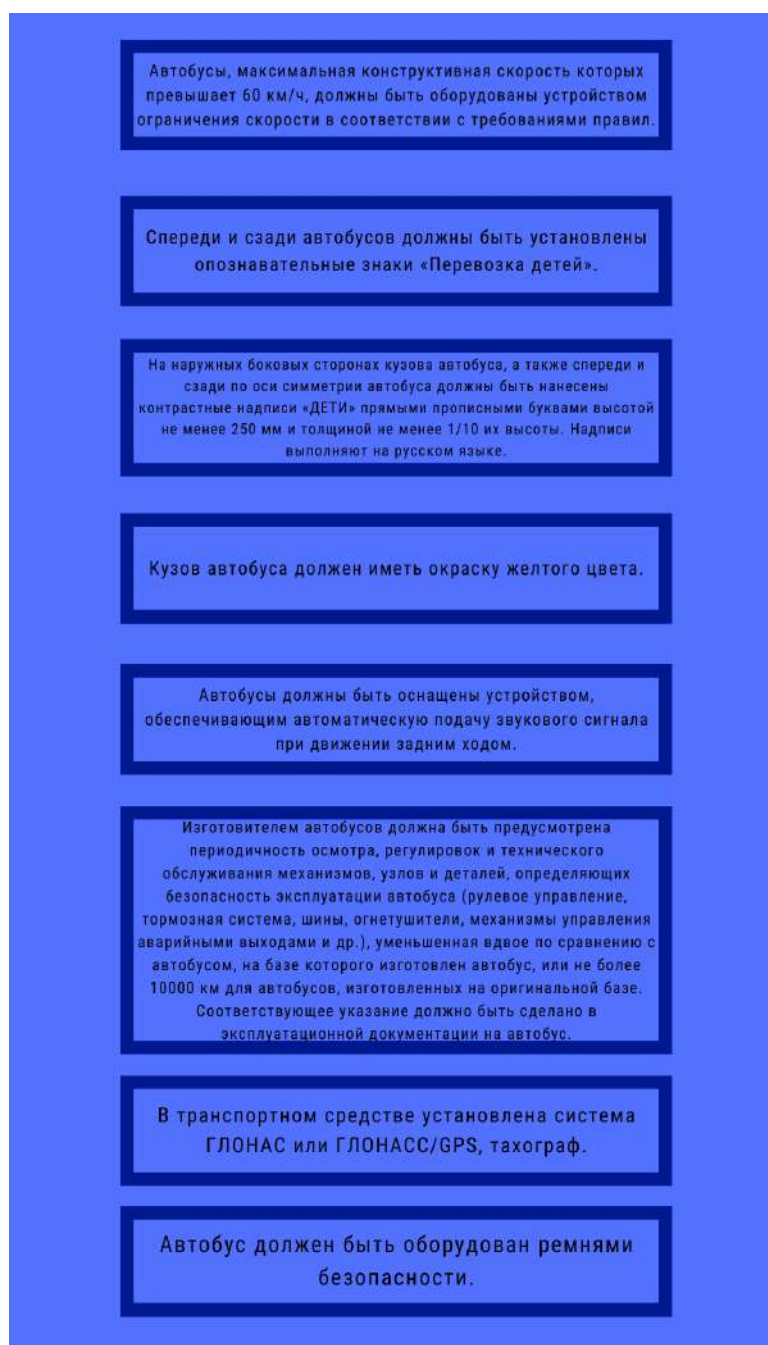 Автобусы, максимальная конструктивная скорость которых
превышает 60 км/ч, должны быть оборудованы устройством
ограничения скорости в соответствии с требованиями правил.
Спереди и сзади автобусов должны быть установлены
опознавательные знаки «Перевозка детей».
На наружных боковых сторонах кузова автобуса, а также спереди и
сзади по оси симметрии автобуса должны быть нанесены
контрастные надписи «ДЕТИ» прямыми прописными буквами высотой
не менее 250 мм и толщиной не менее 1/10 их высоты. Надписи
выполняют на русском языке.
Кузов автобуса должен иметь окраску желтого цвета.
Автобусы должны быть оснащены устройством,
обеспечивающим автоматическую подачу звукового сигнала
при движении задним ходом.
Изготовителем автобусов должна быть предусмотрена
периодичность осмотра, регулировок и технического
обслуживания механизмов, узлов и деталей, определяющих
безопасность эксплуатации автобуса (рулевое управление,
тормозная система, шины, огнетушители, механизмы управления
аварийными выходами и др.), уменьшенная вдвое по сравнению с
автобусом, на базе которого изготовлен автобус, или не более
10000 км для автобусов, изготовленных на оригинальной базе.
Соответствующее указание должно быть сделано в
эксплуатационной документации на автобус.
В транспортном средстве установлена система
ГЛОНАС или ГЛОНАСС/GPS, тахограф.
Автобус должен быть оборудован ремнями
безопасности.